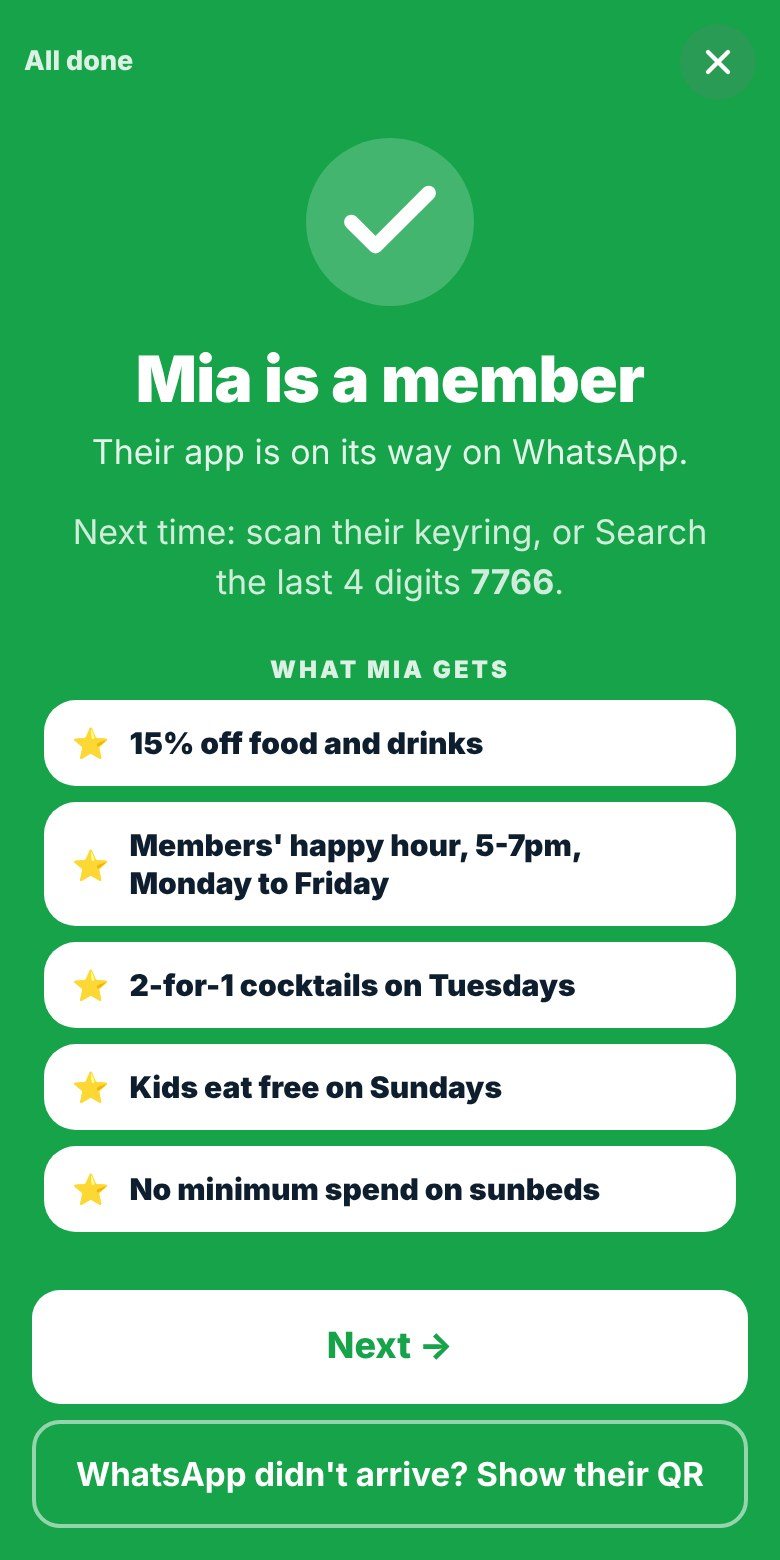 All done
Mia is a member
Their app is on its way on WhatsApp.
Next time: scan their keyring, or Search
the last 4 digits 7766.
WHAT MIA GETS
15% off food and drinks
Members' happy hour, 5-7pm,
Monday to Friday
2-for-1 cocktails on Tuesdays
Kids eat free on Sundays
No minimum spend on sunbeds
Next →
WhatsApp didn't arrive? Show their QR